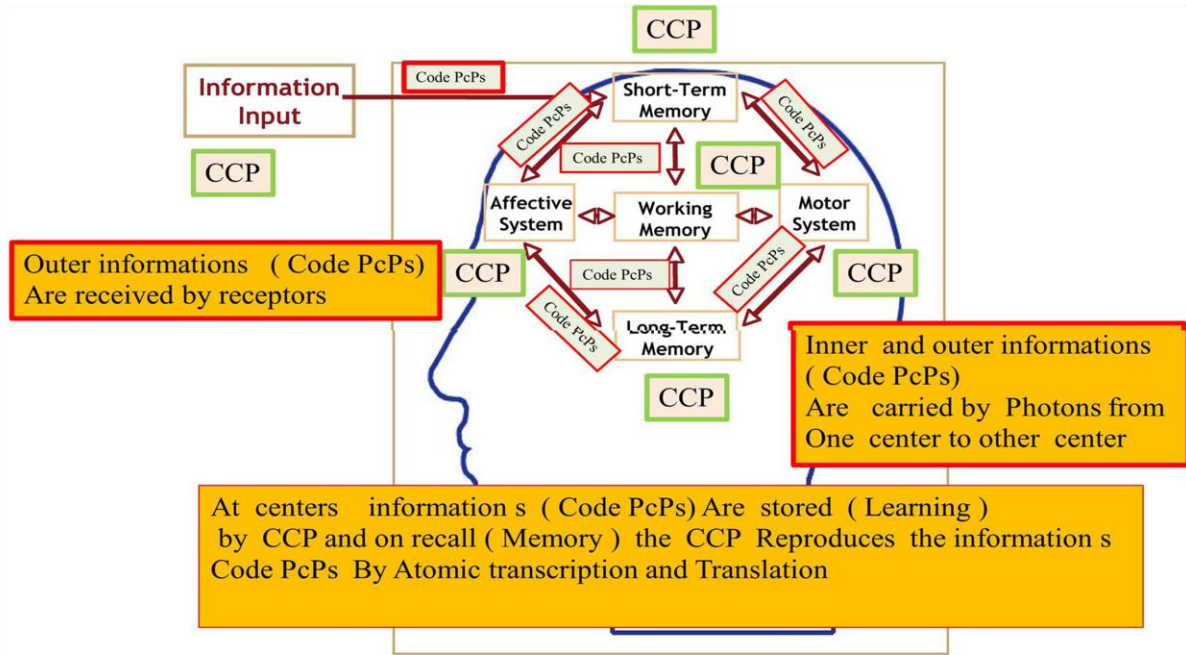 CCP
Code PcPs
Information
Input
Short-Term
Memory
Code PcPs
Code PcPs
Code PcPs
CCP
CCP
Affective
System
Working
Memory
Motor
System
Outer informations ( Code PcPs)
Are received by receptors
CCP
Code PcPs
Code PcPs
CCP
Code PcPs
Long-Term
Memory
CCP
Inner and outer informations
( Code PcPs)
Are carried by Photons from
One center to other center
At centers information s ( Code PcPs) Are stored ( Learning )
by CCP and on recall ( Memory ) the CCP Reproduces the information s
Code PcPs By Atomic transcription and Translation